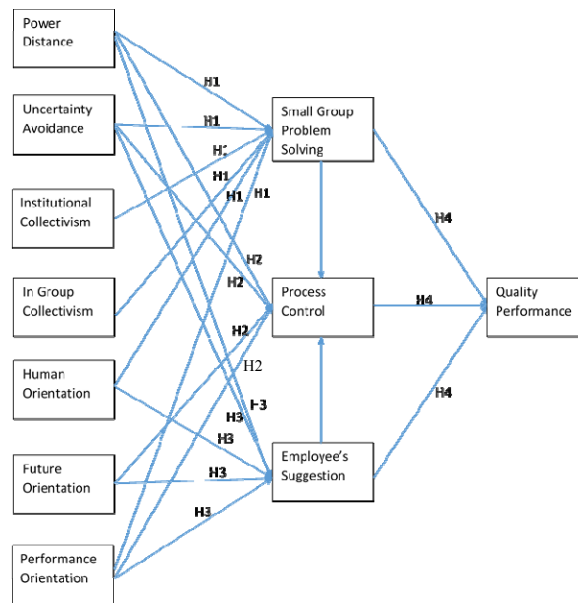 Power
Distance
Uncertainty
Avoidance
Institutional
Collectivism
In Group
Collectivism
Human
Orientation
Future
Orientation
Performance
Orientation
H1
H1
H1
H1
H1
H1
H2
H2
H2
H2
H3
H3
H3
H3
H3
Small Group
Problem
Solving
Process
Control
Employee's
Suggestion
H4
H4
H4
Quality
Performance